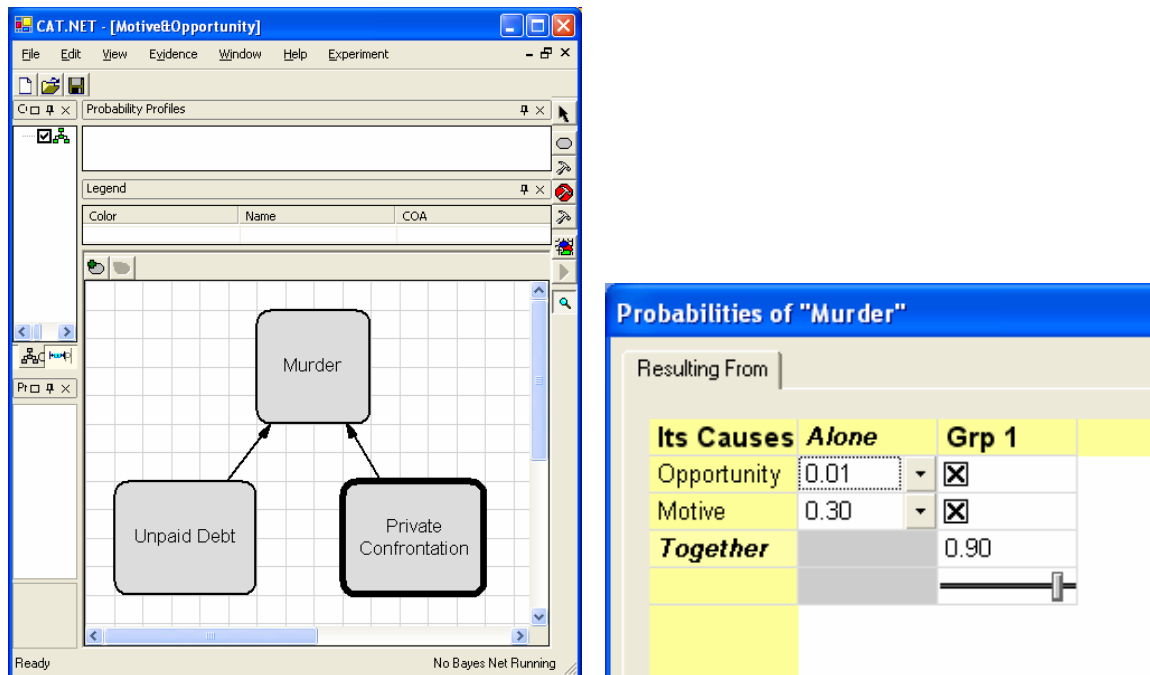 CAT.NET - [Motive&Opportunity]
File Edit View Evidence Window Help Experiment
Probability Profiles
Legend
Color Name COA
Murder
Unpaid Debt
Private
Confrontation
Ready No Bayes Net Running
Probabilities of "Murder"
Resulting From
Its Causes Alone Grp 1
Opportunity 0.01
Motive 0.30
Together 0.90